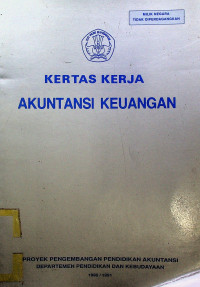 MILIK NEGARA
TIDAK DIPERDAGANGKAN
KERTAS KERJA
AKUNTANSI KEUANGAN
PROYEK PENGEMBANGAN PENDIDIKAN AKUNTANSI
DEPARTEMEN PENDIDIKAN DAN KEBUDAYAAN